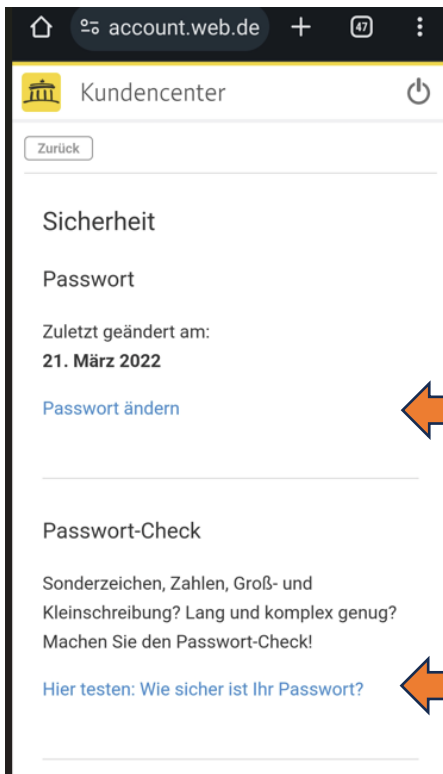 account.web.de
47
Kundencenter
Zurück
Sicherheit
Passwort
Zuletzt geändert am:
21. März 2022
Passwort ändern
Passwort-Check
Sonderzeichen, Zahlen, Groß- und
Kleinschreibung? Lang und komplex genug?
Machen Sie den Passwort-Check!
Hier testen: Wie sicher ist Ihr Passwort?